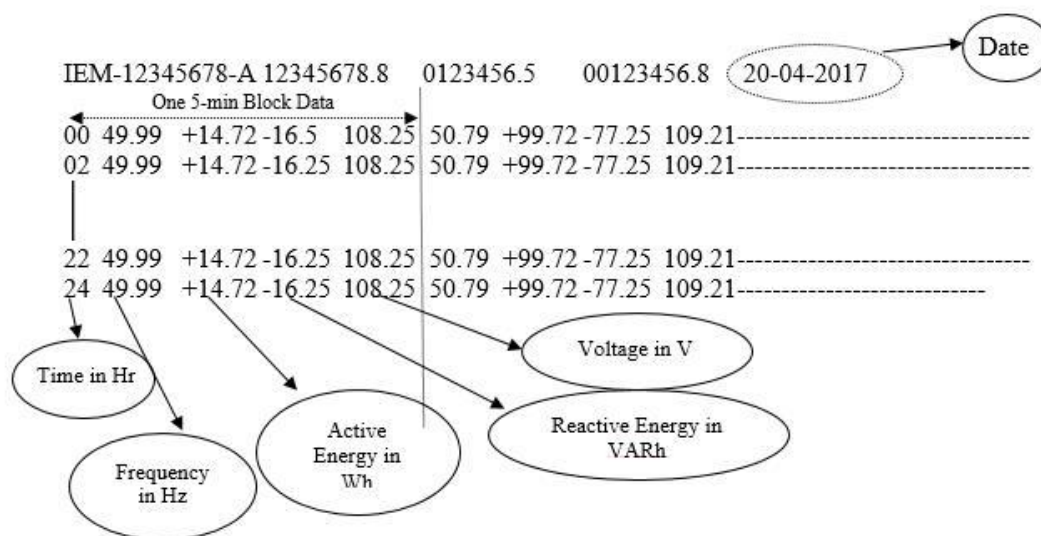 Date
IEM-12345678-A 12345678.8 0123456.5 00123456.8 20-04-2017
One 5-min Block Data
00 49.99 +14.72 -16.5 108.25 50.79 +99.72 -77.25 109.21------------------------------
02 49.99 +14.72 -16.25 108.25 50.79 +99.72 -77.25 109.21------------------------------
22 49.99 +14.72 -16.25 108.25 50.79 +99.72 -77.25 109.21------------------------------
24 49.99 +14.72 -16.25 108.25 50.79 +99.72 -77.25 109.21--------------------------
Voltage in V
Time in Hr
Reactive Energy in
VARh
Active
Energy in
Wh
Frequency
in Hz